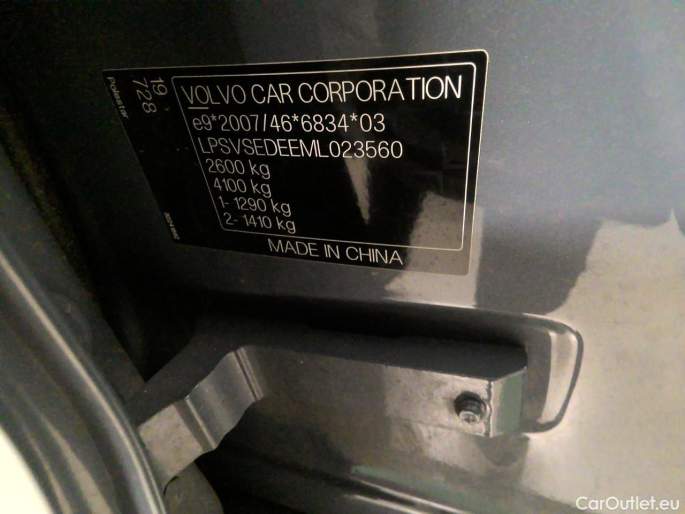 VOLVO CAR CORPORATION
e9*2007/46*6834*03
LPSVSEDEEML023560
2600 kg
4100 kg
1- 1290 kg
2- 1410 kg
MADE IN CHINA
19
728
Polestar
CarOutlet.eu